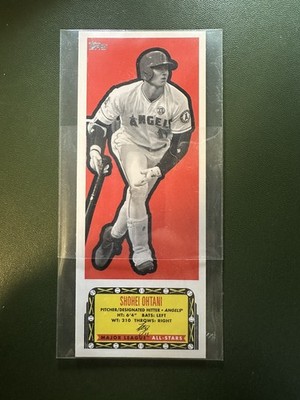 Topps
ANGELS
SHOHEI OHTANI
PITCHER/DESIGNATED HITTER • ANGELS®
HT: 6'4" BATS: LEFT
WT: 210 THROWS: RIGHT
MAJOR LEAGUE ALL-STARS